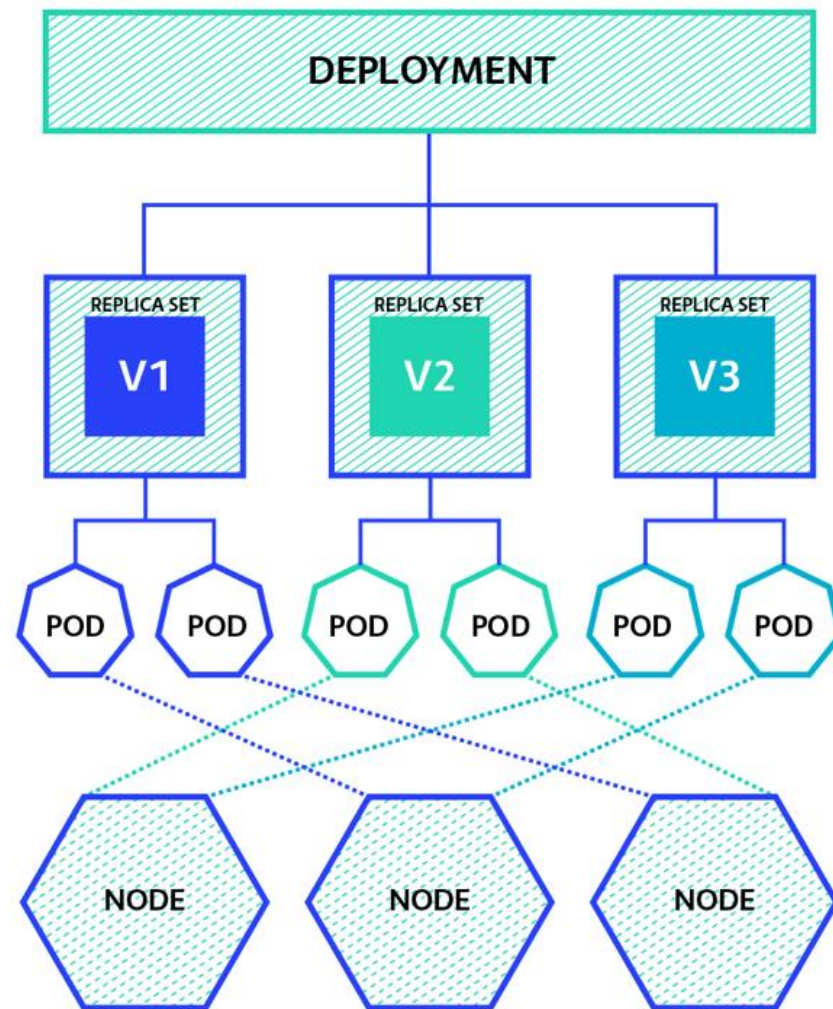 DEPLOYMENT
REPLICA SET
V1
REPLICA SET
V2
REPLICA SET
V3
POD
POD
POD
POD
POD
POD
NODE
NODE
NODE